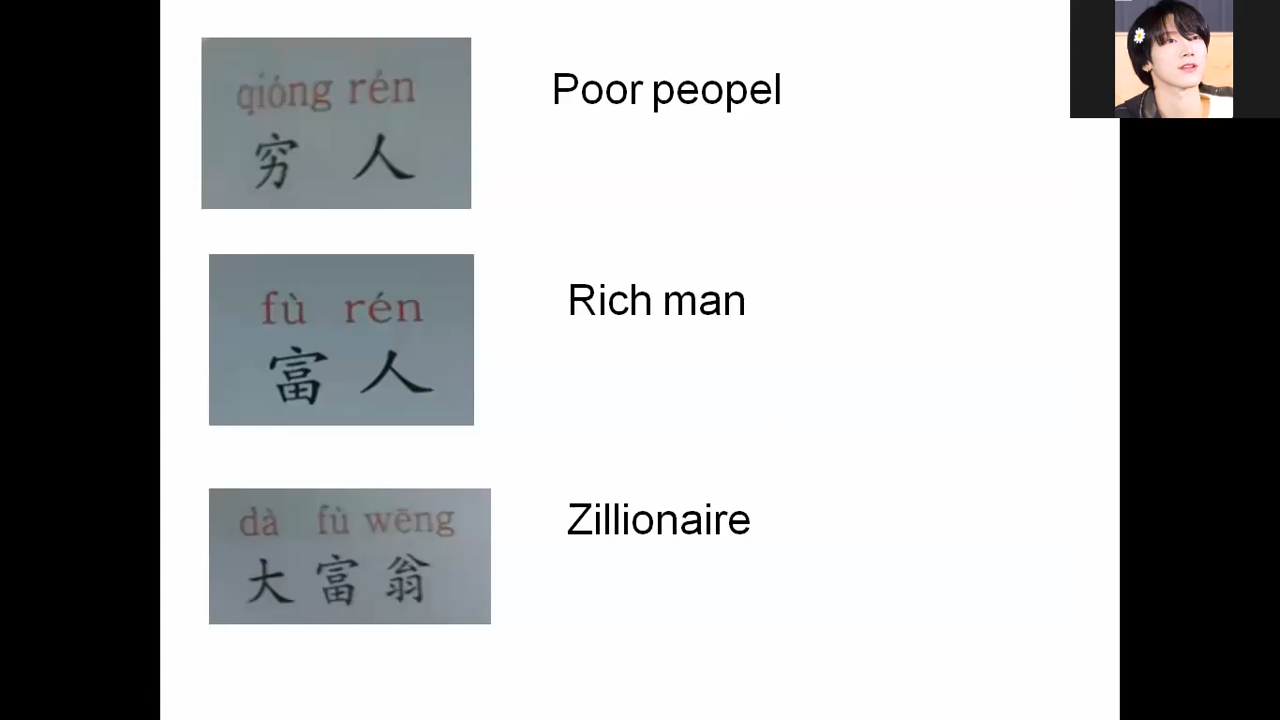 qióng rén
穷 人
Poor peopel
fù rén
富 人
Rich man
dà fù wēng
大 富 翁
Zillionaire